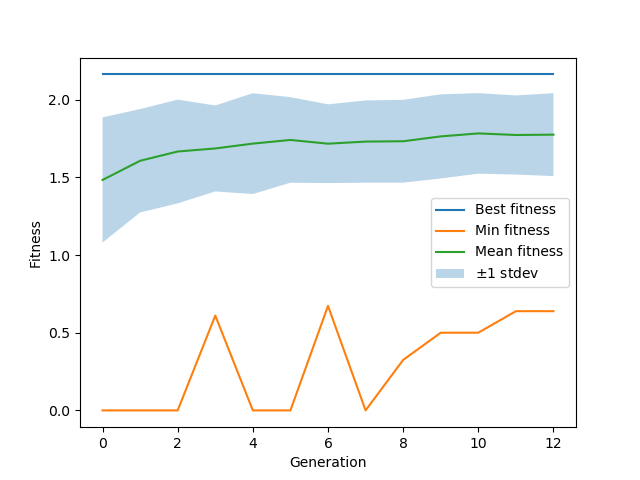 2.0
1.5
1.0
0.5
0.0
Fitness
Best fitness
Min fitness
Mean fitness
±1 stdev
0 2 4 6 8 10 12
Generation